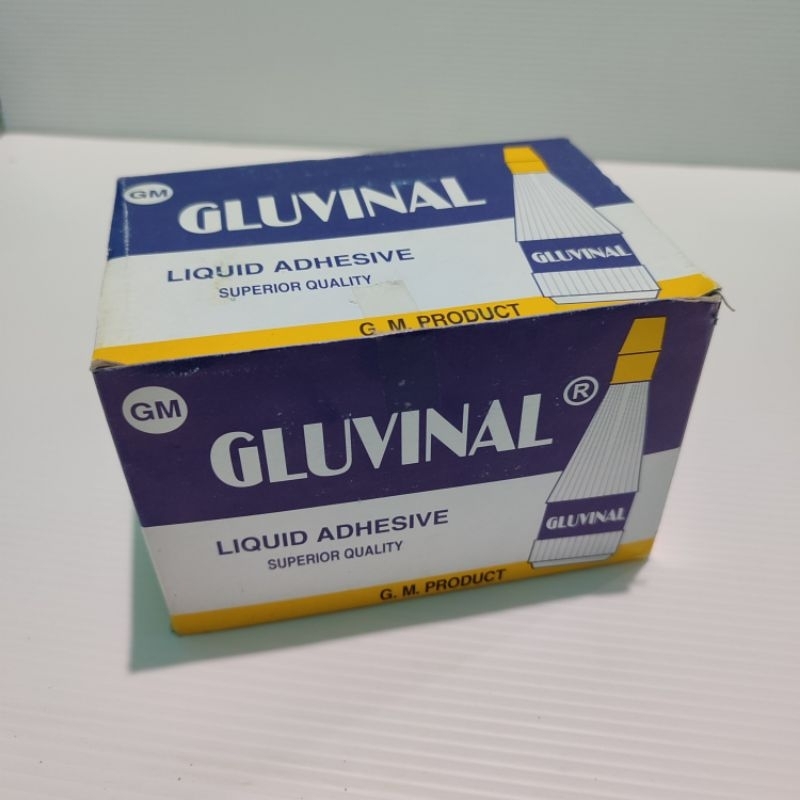 GM
GLUVINAL
LIQUID ADHESIVE
SUPERIOR QUALITY
GLUVINAL
G. M. PRODUCT
GM
GLUVINAL ®
LIQUID ADHESIVE
SUPERIOR QUALITY
GLUVINAL
G. M. PRODUCT